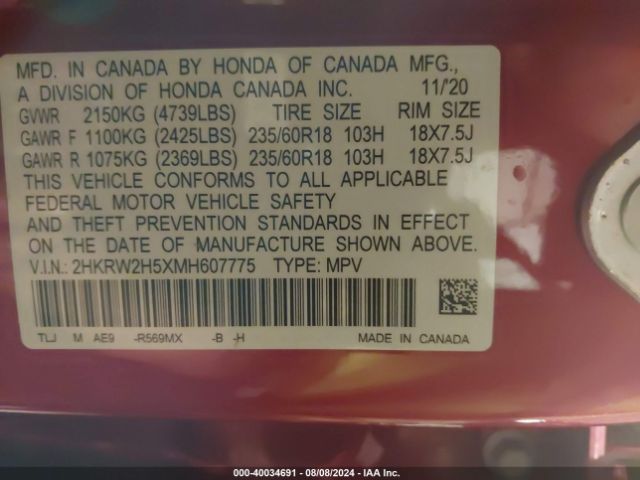 MFD. IN CANADA BY HONDA OF CANADA MFG.,
A DIVISION OF HONDA CANADA INC. 11/'20
GVWR 2150KG (4739LBS) TIRE SIZE RIM SIZE
GAWR F 1100KG (2425LBS) 235/60R18 103H 18X7.5J
GAWR R 1075KG (2369LBS) 235/60R18 103H 18X7.5J
THIS VEHICLE CONFORMS TO ALL APPLICABLE
FEDERAL MOTOR VEHICLE SAFETY
AND THEFT PREVENTION STANDARDS IN EFFECT
ON THE DATE OF MANUFACTURE SHOWN ABOVE.
V.I.N.: 2HKRW2H5XMH607775 TYPE: MPV
TLJ M AE9 -R569MX -B -H MADE IN CANADA
000-40034691 - 08/08/2024 - IAA Inc.